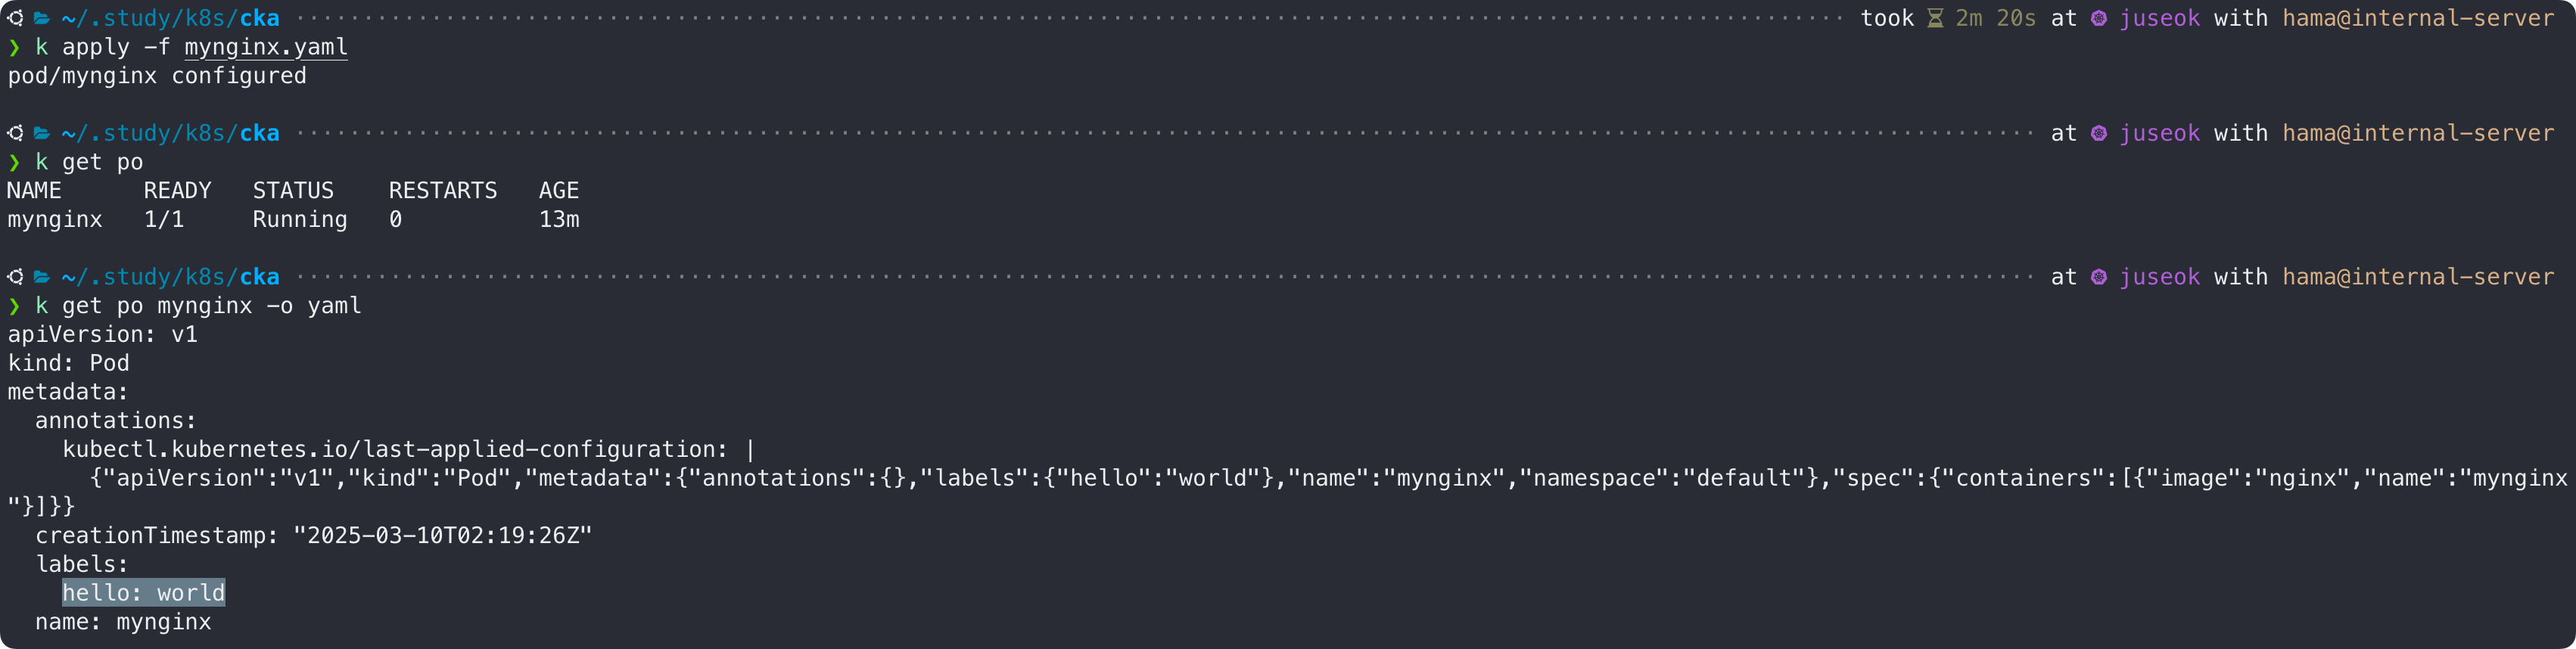 ~/.study/k8s/cka took 2m 20s at juseok with hama@internal-server
❯ k apply -f mynginx.yaml
pod/mynginx configured
~/.study/k8s/cka at juseok with hama@internal-server
❯ k get po
NAME READY STATUS RESTARTS AGE
mynginx 1/1 Running 0 13m
~/.study/k8s/cka at juseok with hama@internal-server
❯ k get po mynginx -o yaml
apiVersion: v1
kind: Pod
metadata:
  annotations:
    kubectl.kubernetes.io/last-applied-configuration: |
      {"apiVersion":"v1","kind":"Pod","metadata":{"annotations":{},"labels":{"hello":"world"},"name":"mynginx","namespace":"default"},"spec":{"containers":[{"image":"nginx","name":"mynginx
"}]}}
  creationTimestamp: "2025-03-10T02:19:26Z"
  labels:
    hello: world
  name: mynginx